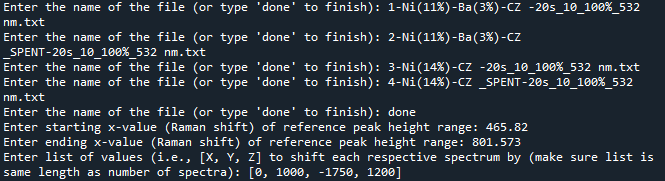 Enter the name of the file (or type 'done' to finish): 1-Ni(11%)-Ba(3%)-CZ -20s_10_100%_532
nm.txt
Enter the name of the file (or type 'done' to finish): 2-Ni(11%)-Ba(3%)-CZ
_SPENT-20s_10_100%_532 nm.txt
Enter the name of the file (or type 'done' to finish): 3-Ni(14%)-CZ -20s_10_100%_532 nm.txt
Enter the name of the file (or type 'done' to finish): 4-Ni(14%)-CZ _SPENT-20s_10_100%_532
nm.txt
Enter the name of the file (or type 'done' to finish): done
Enter starting x-value (Raman shift) of reference peak height range: 465.82
Enter ending x-value (Raman shift) of reference peak height range: 801.573
Enter list of values (i.e., [X, Y, Z] to shift each respective spectrum by (make sure list is
same length as number of spectra): [0, 1000, -1750, 1200]